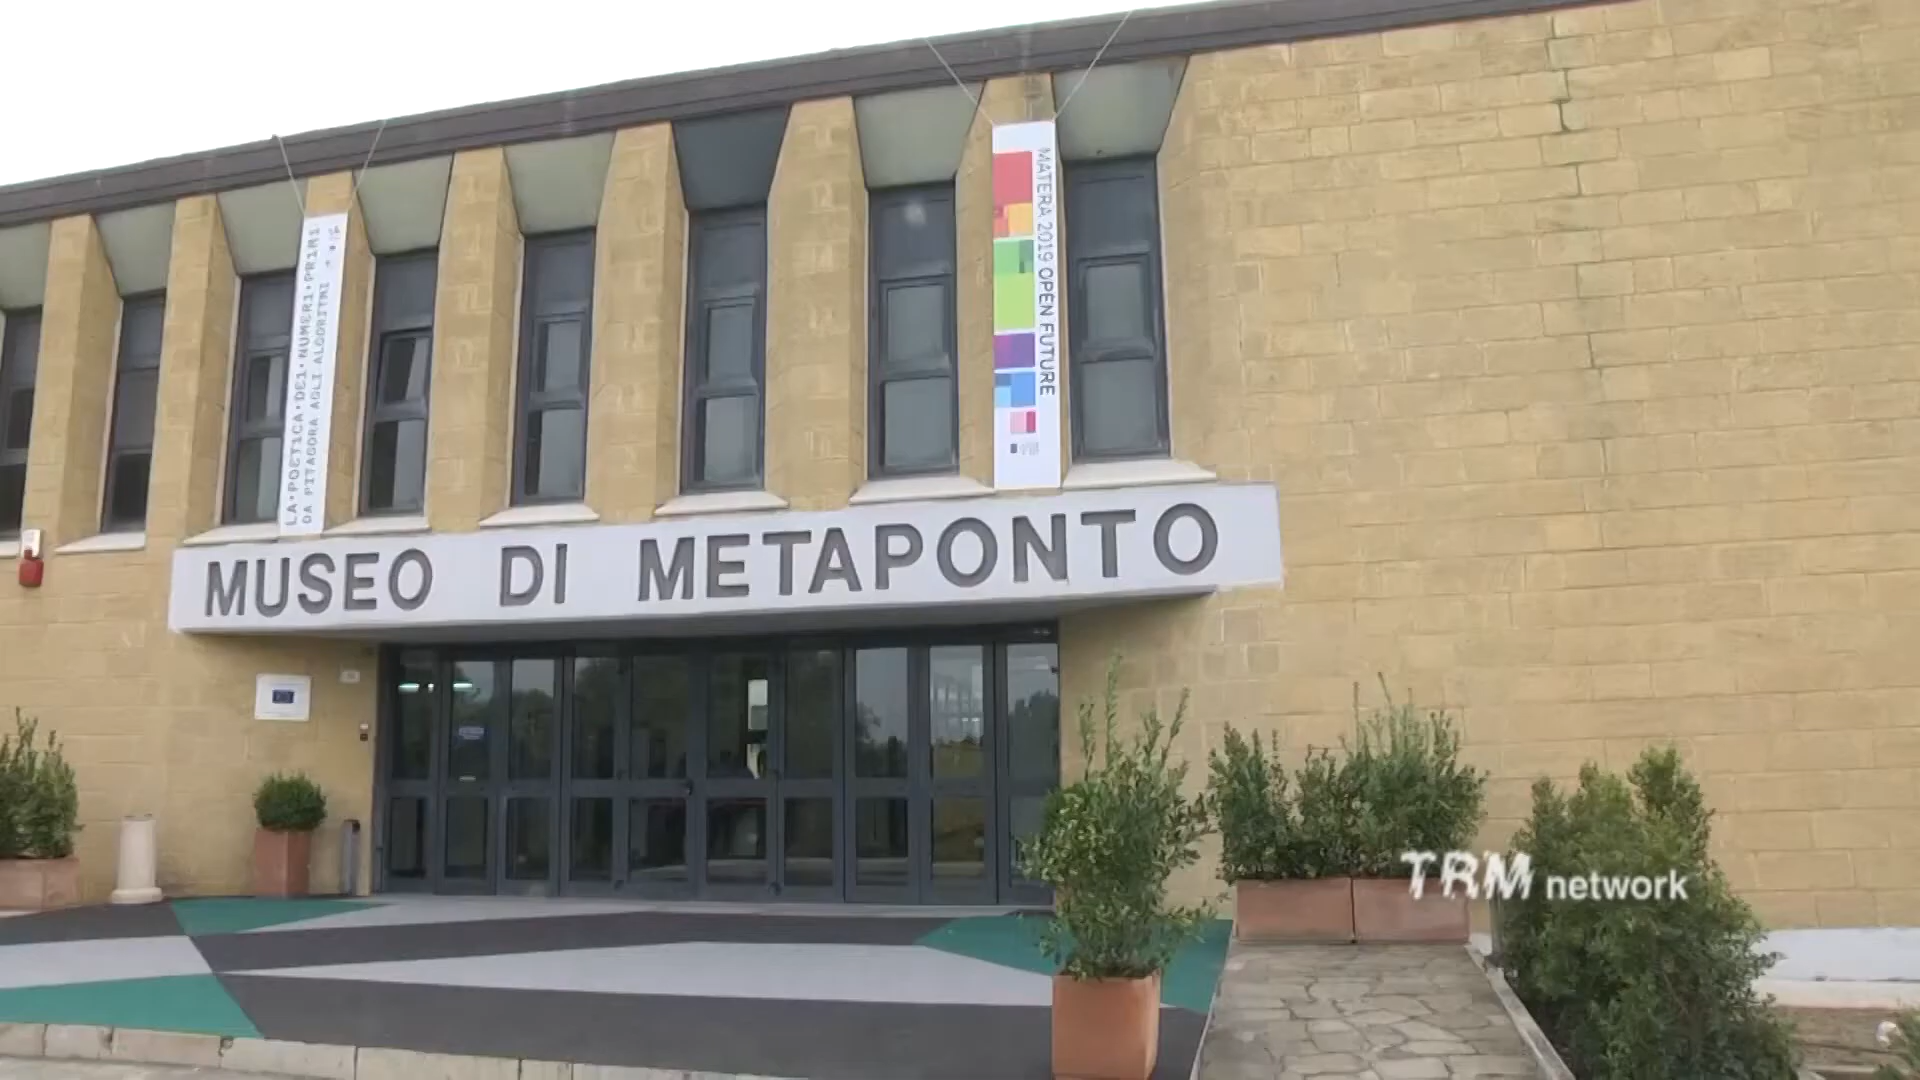 LA•POETICA•DEI•NUMERI•PRIMI
DA PITAGORA AGLI ALGORITMI
MATERA 2019 OPEN FUTURE
MUSEO DI METAPONTO
TRM network